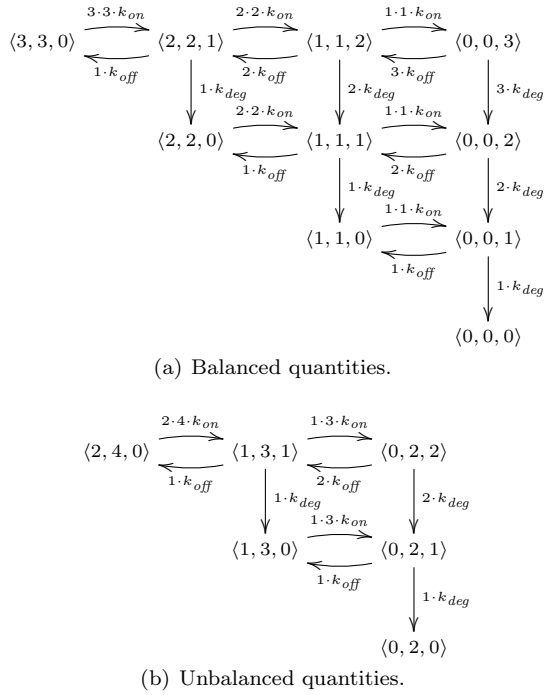 3·3·k_on 2·2·k_on 1·1·k_on
⟨3, 3, 0⟩ ⟨2, 2, 1⟩ ⟨1, 1, 2⟩ ⟨0, 0, 3⟩
1·k_off 2·k_off 3·k_off
1·k_deg 2·k_deg 3·k_deg
2·2·k_on 1·1·k_on
⟨2, 2, 0⟩ ⟨1, 1, 1⟩ ⟨0, 0, 2⟩
1·k_off 2·k_off
1·k_deg 2·k_deg
1·1·k_on
⟨1, 1, 0⟩ ⟨0, 0, 1⟩
1·k_off
1·k_deg
⟨0, 0, 0⟩
(a) Balanced quantities.
2·4·k_on 1·3·k_on
⟨2, 4, 0⟩ ⟨1, 3, 1⟩ ⟨0, 2, 2⟩
1·k_off 2·k_off
1·k_deg 2·k_deg
1·3·k_on
⟨1, 3, 0⟩ ⟨0, 2, 1⟩
1·k_off
1·k_deg
⟨0, 2, 0⟩
(b) Unbalanced quantities.